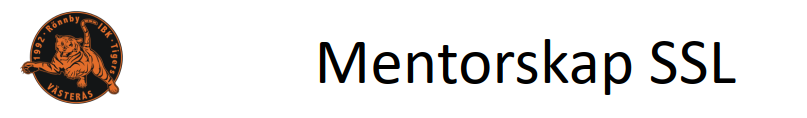 1992 · Rönnby IBK · Tigers
VÄSTERÅS
Mentorskap SSL